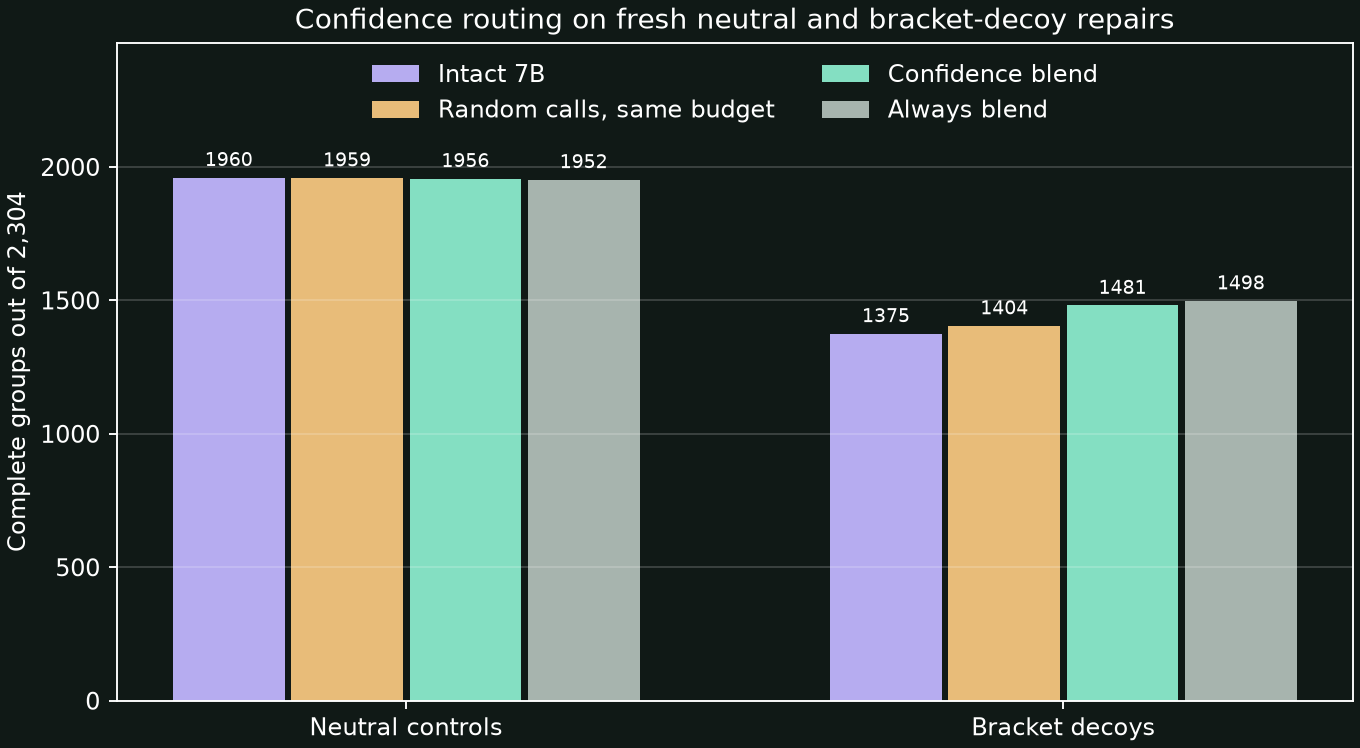 Confidence routing on fresh neutral and bracket-decoy repairs
Intact 7B
Random calls, same budget
Confidence blend
Always blend
Complete groups out of 2,304
2000
1500
1000
500
0
1960
1959
1956
1952
1375
1404
1481
1498
Neutral controls
Bracket decoys